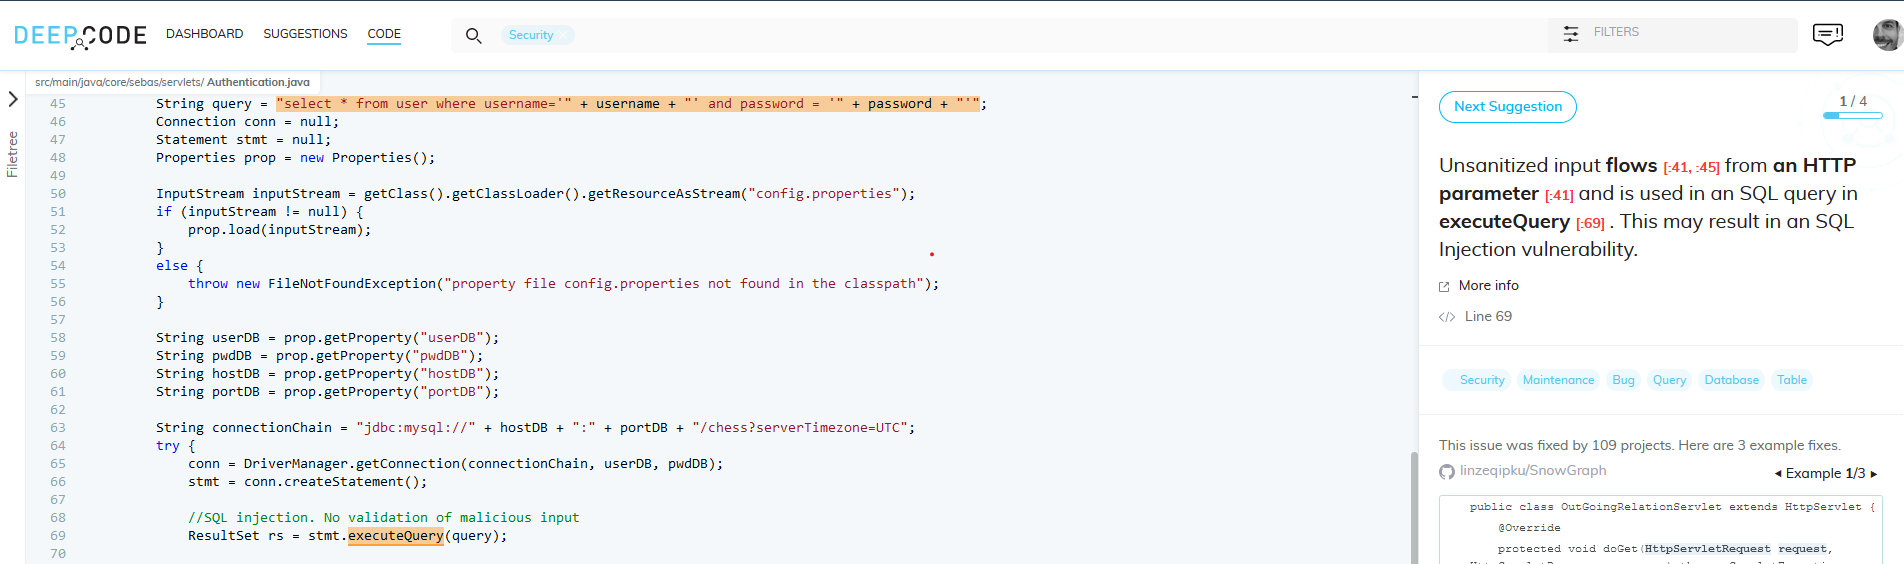 DEEPCODE DASHBOARD SUGGESTIONS CODE Security × FILTERS
src/main/java/core/sebas/servlets/ Authentication.java
Filetree
45 String query = "select * from user where username='" + username + "' and password = '" + password + "'";
46 Connection conn = null;
47 Statement stmt = null;
48 Properties prop = new Properties();
49
50 InputStream inputStream = getClass().getClassLoader().getResourceAsStream("config.properties");
51 if (inputStream != null) {
52 prop.load(inputStream);
53 }
54 else {
55 throw new FileNotFoundException("property file config.properties not found in the classpath");
56 }
57
58 String userDB = prop.getProperty("userDB");
59 String pwdDB = prop.getProperty("pwdDB");
60 String hostDB = prop.getProperty("hostDB");
61 String portDB = prop.getProperty("portDB");
62
63 String connectionChain = "jdbc:mysql://" + hostDB + ":" + portDB + "/chess?serverTimezone=UTC";
64 try {
65 conn = DriverManager.getConnection(connectionChain, userDB, pwdDB);
66 stmt = conn.createStatement();
67
68 //SQL injection. No validation of malicious input
69 ResultSet rs = stmt.executeQuery(query);
70
Next Suggestion
1 / 4
Unsanitized input flows [:41, :45] from an HTTP
parameter [:41] and is used in an SQL query in
executeQuery [:69] . This may result in an SQL
Injection vulnerability.
More info
</> Line 69
Security Maintenance Bug Query Database Table
This issue was fixed by 109 projects. Here are 3 example fixes.
linzeqipku/SnowGraph
◂ Example 1/3 ▸
public class OutGoingRelationServlet extends HttpServlet {
@Override
protected void doGet(HttpServletRequest request,